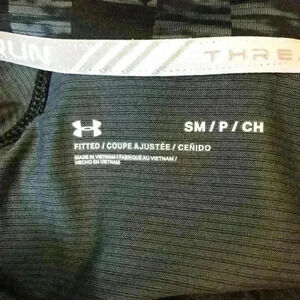 RUN THRE
SM / P / CH
FITTED / COUPE AJUSTÉE / CEÑIDO
MADE IN VIETNAM / FABRIQUÉ AU VIETNAM /
HECHO EN VIETNAM